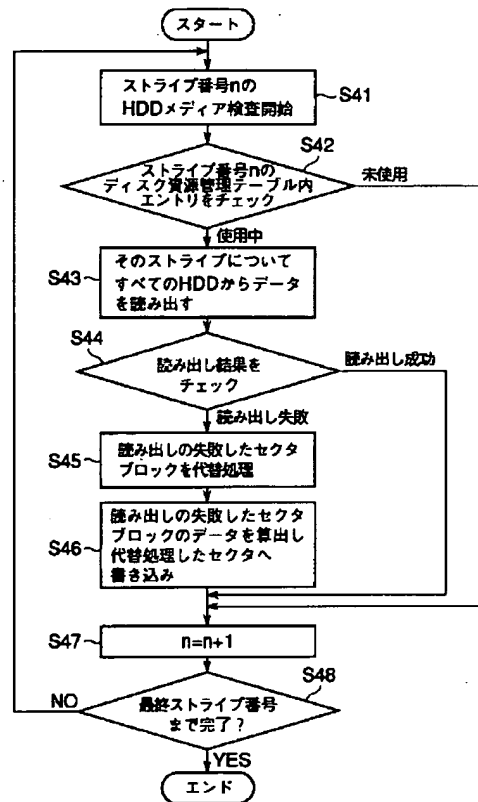 スタート
ストライブ番号nの
HDDメディア検査開始
S41
S42
ストライブ番号nの
ディスク資源管理テーブル内
エントリをチェック
未使用
使用中
S43
そのストライブについて
すべてのHDDからデータ
を読み出す
S44
読み出し結果を
チェック
読み出し成功
読み出し失敗
S45
読み出しの失敗したセクタ
ブロックを代替処理
S46
読み出しの失敗したセクタ
ブロックのデータを算出し
代替処理したセクタへ
書き込み
S47
n=n+1
S48
NO
最終ストライブ番号
まで完了?
YES
エンド